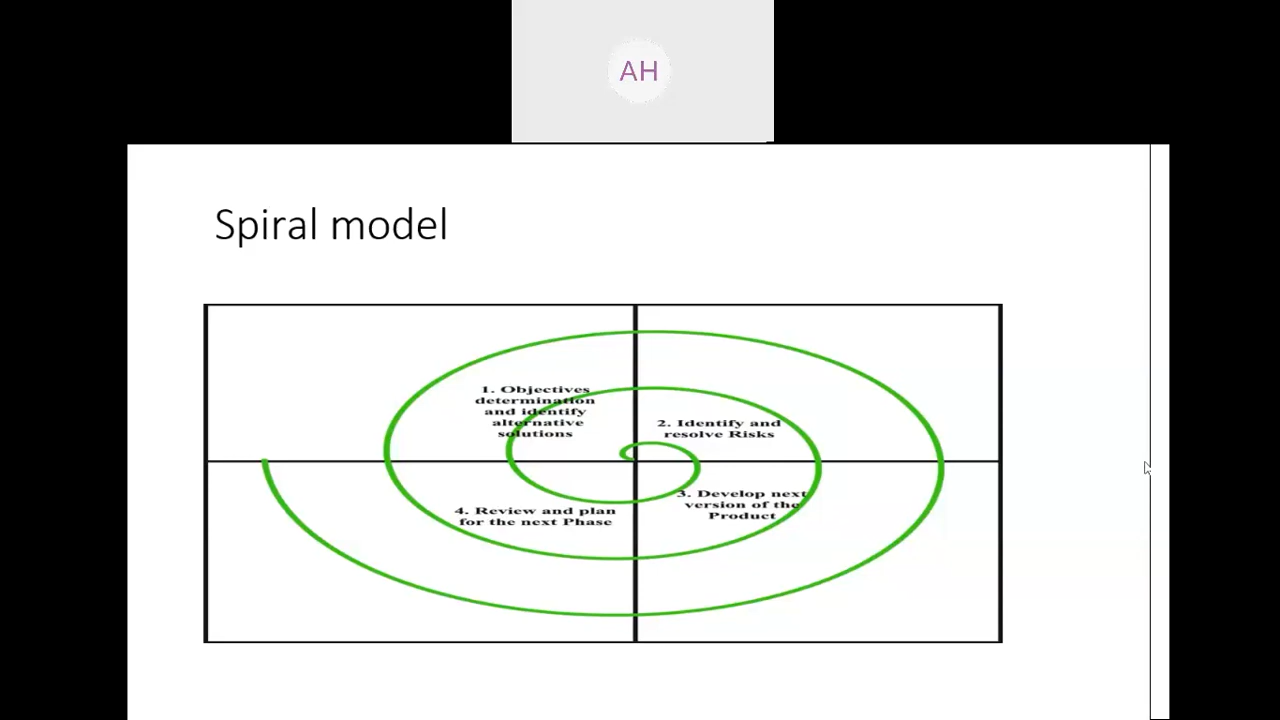 AH
Spiral model
1. Objectives
determination
and identify
alternative
solutions
2. Identify and
resolve Risks
3. Develop next
version of the
Product
4. Review and plan
for the next Phase